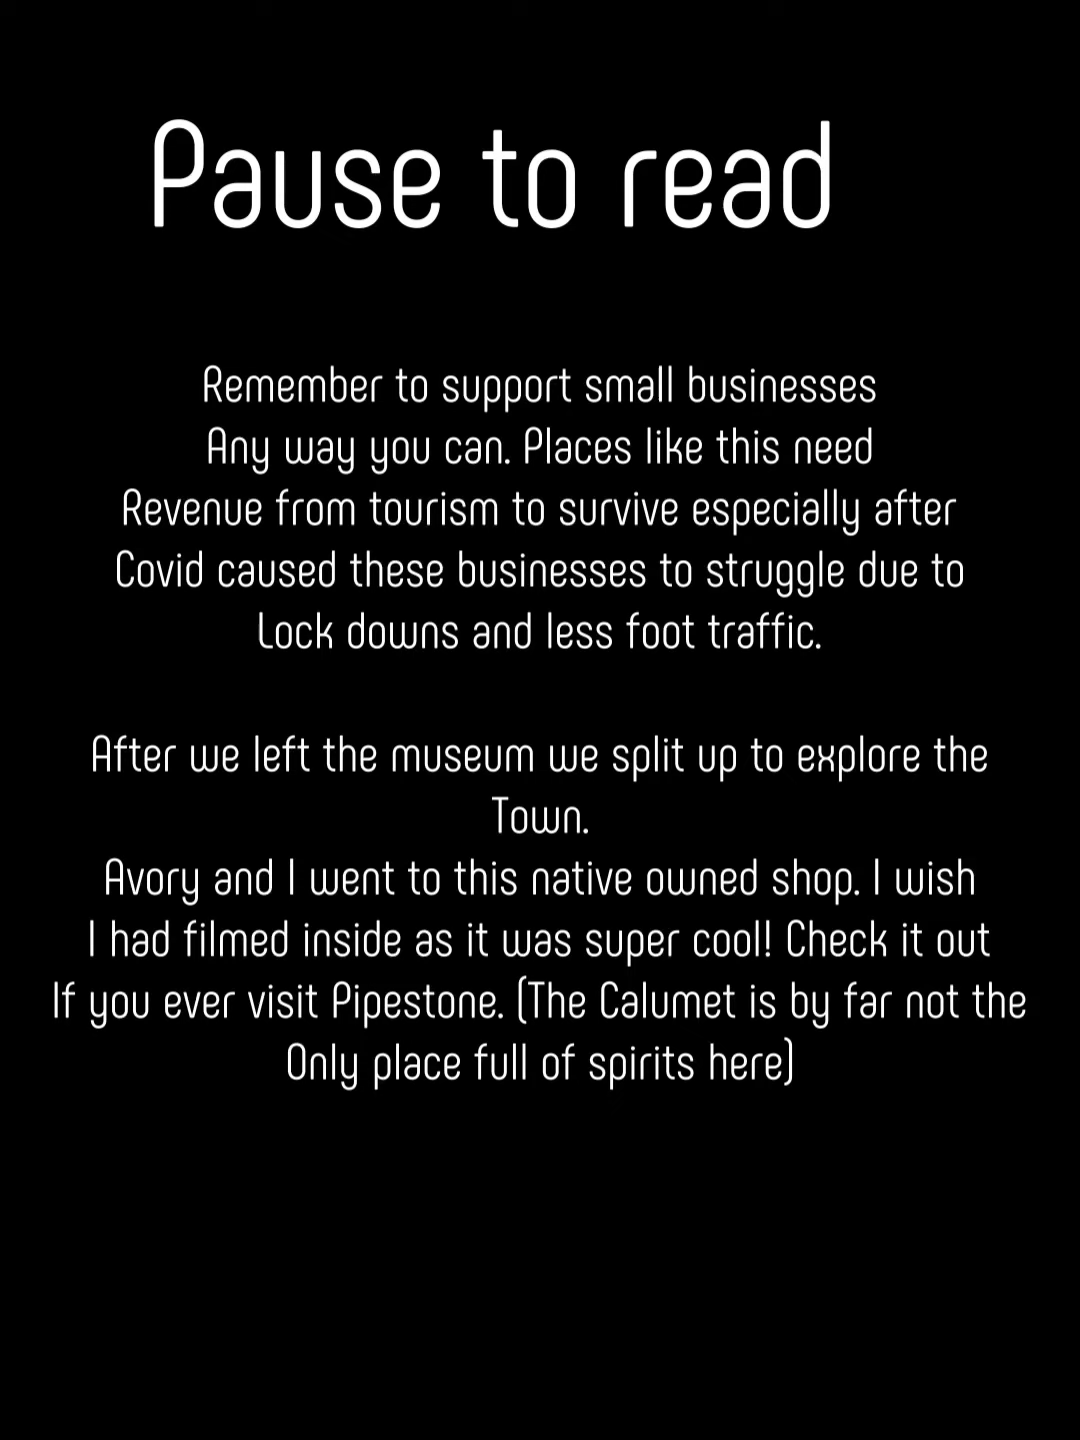 Pause to read
Remember to support small businesses
Any way you can. Places like this need
Revenue from tourism to survive especially after
Covid caused these businesses to struggle due to
Lock downs and less foot traffic.
After we left the museum we split up to explore the
Town.
Avory and I went to this native owned shop. I wish
I had filmed inside as it was super cool! Check it out
If you ever visit Pipestone. (The Calumet is by far not the
Only place full of spirits here)